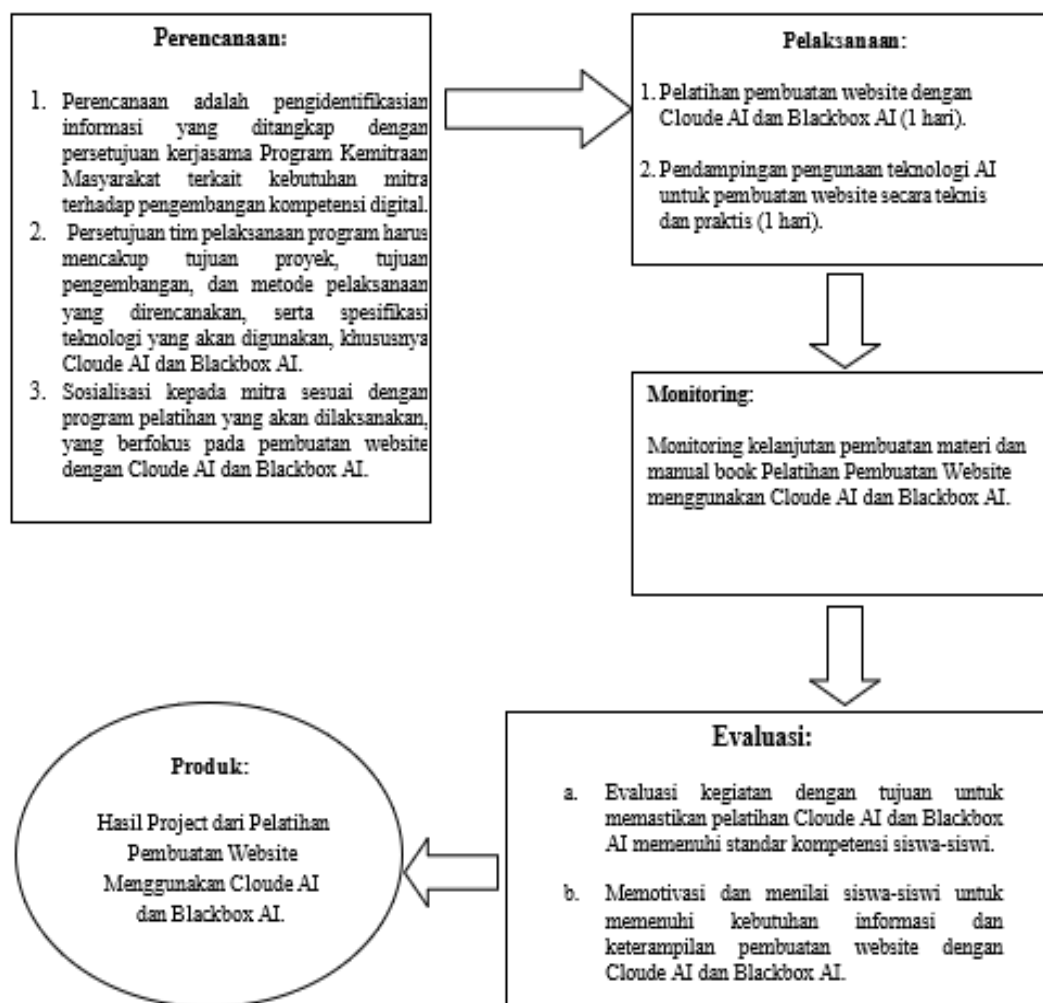 Perencanaan:
1. Perencanaan adalah pengidentifikasian
informasi yang ditangkap dengan
persetujuan kerjasama Program Kemitraan
Masyarakat terkait kebutuhan mitra
terhadap pengembangan kompetensi digital.
2. Persetujuan tim pelaksanaan program harus
mencakup tujuan proyek, tujuan
pengembangan, dan metode pelaksanaan
yang direncanakan, serta spesifikasi
teknologi yang akan digunakan, khususnya
Cloude AI dan Blackbox AI.
3. Sosialisasi kepada mitra sesuai dengan
program pelatihan yang akan dilaksanakan,
yang berfokus pada pembuatan website
dengan Cloude AI dan Blackbox AI.
Pelaksanaan:
1. Pelatihan pembuatan website dengan
Cloude AI dan Blackbox AI (1 hari).
2. Pendampingan pengunaan teknologi AI
untuk pembuatan website secara teknis
dan praktis (1 hari).
Monitoring:
Monitoring kelanjutan pembuatan materi dan
manual book Pelatihan Pembuatan Website
menggunakan Cloude AI dan Blackbox AI.
Evaluasi:
a. Evaluasi kegiatan dengan tujuan untuk
memastikan pelatihan Cloude AI dan Blackbox
AI memenuhi standar kompetensi siswa-siswi.
b. Memotivasi dan menilai siswa-siswi untuk
memenuhi kebutuhan informasi dan
keterampilan pembuatan website dengan
Cloude AI dan Blackbox AI.
Produk:
Hasil Project dari Pelatihan
Pembuatan Website
Menggunakan Cloude AI
dan Blackbox AI.